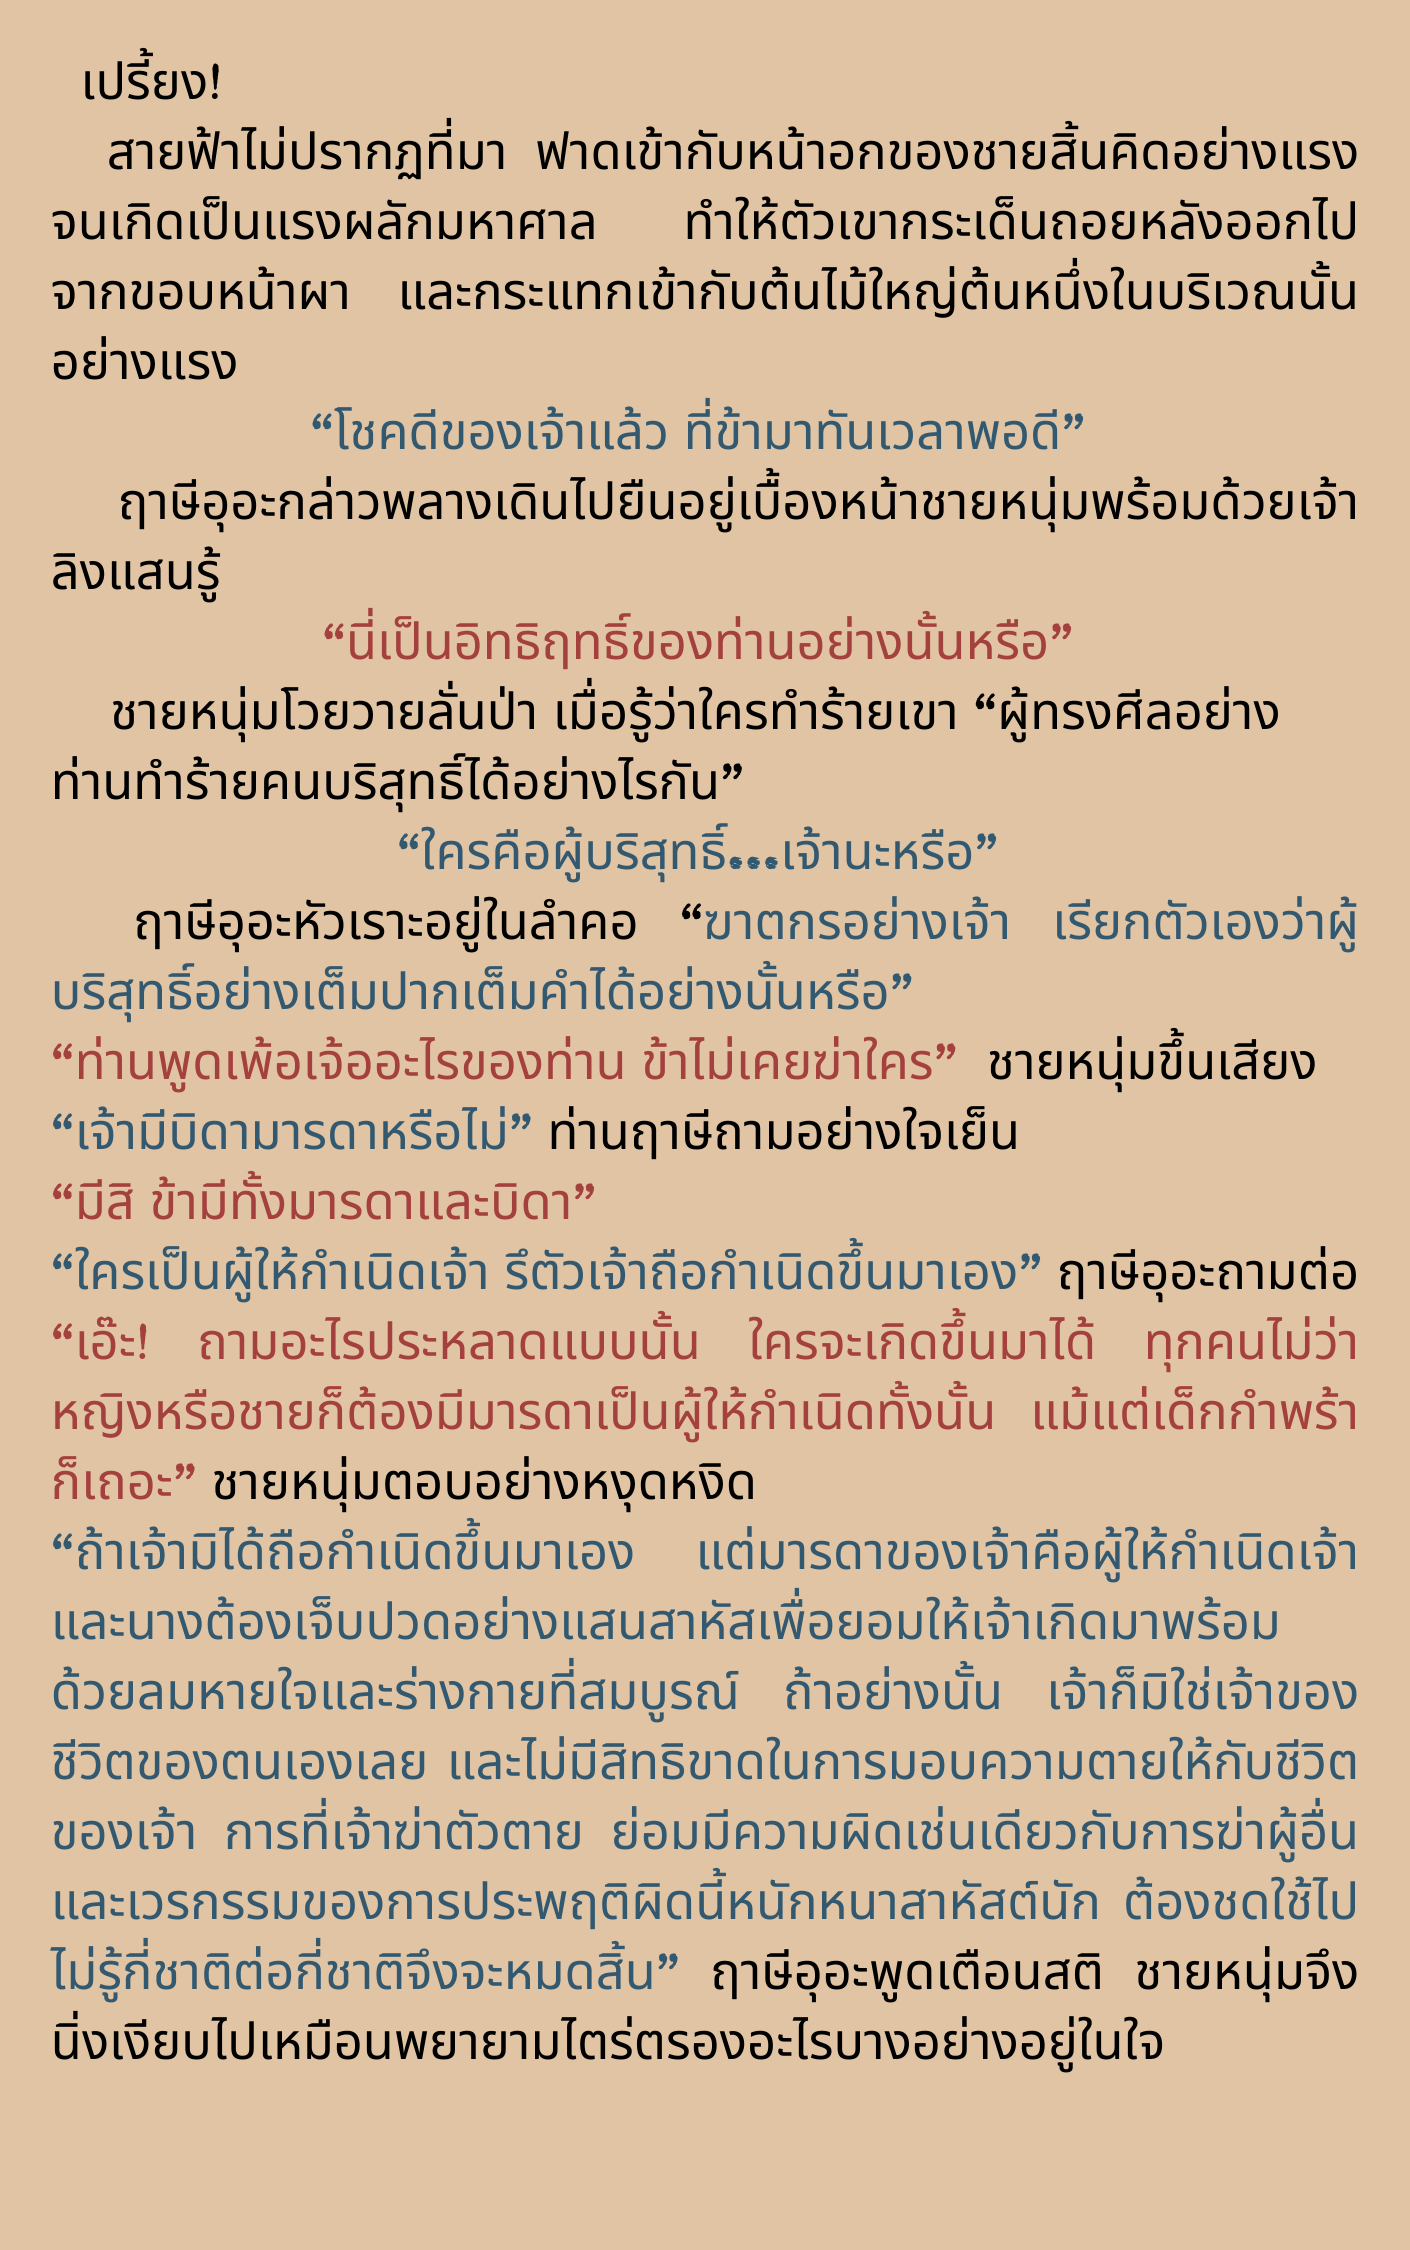 เปรี้ยง!
สายฟ้าไม่ปรากฏที่มา ฟาดเข้ากับหน้าอกของชายสิ้นคิดอย่างแรง
จนเกิดเป็นแรงผลักมหาศาล ทำให้ตัวเขากระเด็นถอยหลังออกไป
จากขอบหน้าผา และกระแทกเข้ากับต้นไม้ใหญ่ต้นหนึ่งในบริเวณนั้น
อย่างแรง
“โชคดีของเจ้าแล้ว ที่ข้ามาทันเวลาพอดี”
ฤาษีอุอะกล่าวพลางเดินไปยืนอยู่เบื้องหน้าชายหนุ่มพร้อมด้วยเจ้า
ลิงแสนรู้
“นี่เป็นอิทธิฤทธิ์ของท่านอย่างนั้นหรือ”
ชายหนุ่มโวยวายลั่นป่า เมื่อรู้ว่าใครทำร้ายเขา “ผู้ทรงศีลอย่าง
ท่านทำร้ายคนบริสุทธิ์ได้อย่างไรกัน”
“ใครคือผู้บริสุทธิ์...เจ้านะหรือ”
ฤาษีอุอะหัวเราะอยู่ในลำคอ “ฆาตกรอย่างเจ้า เรียกตัวเองว่าผู้
บริสุทธิ์อย่างเต็มปากเต็มคำได้อย่างนั้นหรือ”
“ท่านพูดเพ้อเจ้ออะไรของท่าน ข้าไม่เคยฆ่าใคร” ชายหนุ่มขึ้นเสียง
“เจ้ามีบิดามารดาหรือไม่” ท่านฤาษีถามอย่างใจเย็น
“มีสิ ข้ามีทั้งมารดาและบิดา”
“ใครเป็นผู้ให้กำเนิดเจ้า รึตัวเจ้าถือกำเนิดขึ้นมาเอง” ฤาษีอุอะถามต่อ
“เอ๊ะ! ถามอะไรประหลาดแบบนั้น ใครจะเกิดขึ้นมาได้ ทุกคนไม่ว่า
หญิงหรือชายก็ต้องมีมารดาเป็นผู้ให้กำเนิดทั้งนั้น แม้แต่เด็กกำพร้า
ก็เถอะ” ชายหนุ่มตอบอย่างหงุดหงิด
“ถ้าเจ้ามิได้ถือกำเนิดขึ้นมาเอง แต่มารดาของเจ้าคือผู้ให้กำเนิดเจ้า
และนางต้องเจ็บปวดอย่างแสนสาหัสเพื่อยอมให้เจ้าเกิดมาพร้อม
ด้วยลมหายใจและร่างกายที่สมบูรณ์ ถ้าอย่างนั้น เจ้าก็มิใช่เจ้าของ
ชีวิตของตนเองเลย และไม่มีสิทธิขาดในการมอบความตายให้กับชีวิต
ของเจ้า การที่เจ้าฆ่าตัวตาย ย่อมมีความผิดเช่นเดียวกับการฆ่าผู้อื่น
และเวรกรรมของการประพฤติผิดนี้หนักหนาสาหัสต์นัก ต้องชดใช้ไป
ไม่รู้กี่ชาติต่อกี่ชาติจึงจะหมดสิ้น” ฤาษีอุอะพูดเตือนสติ ชายหนุ่มจึง
นิ่งเงียบไปเหมือนพยายามไตร่ตรองอะไรบางอย่างอยู่ในใจ